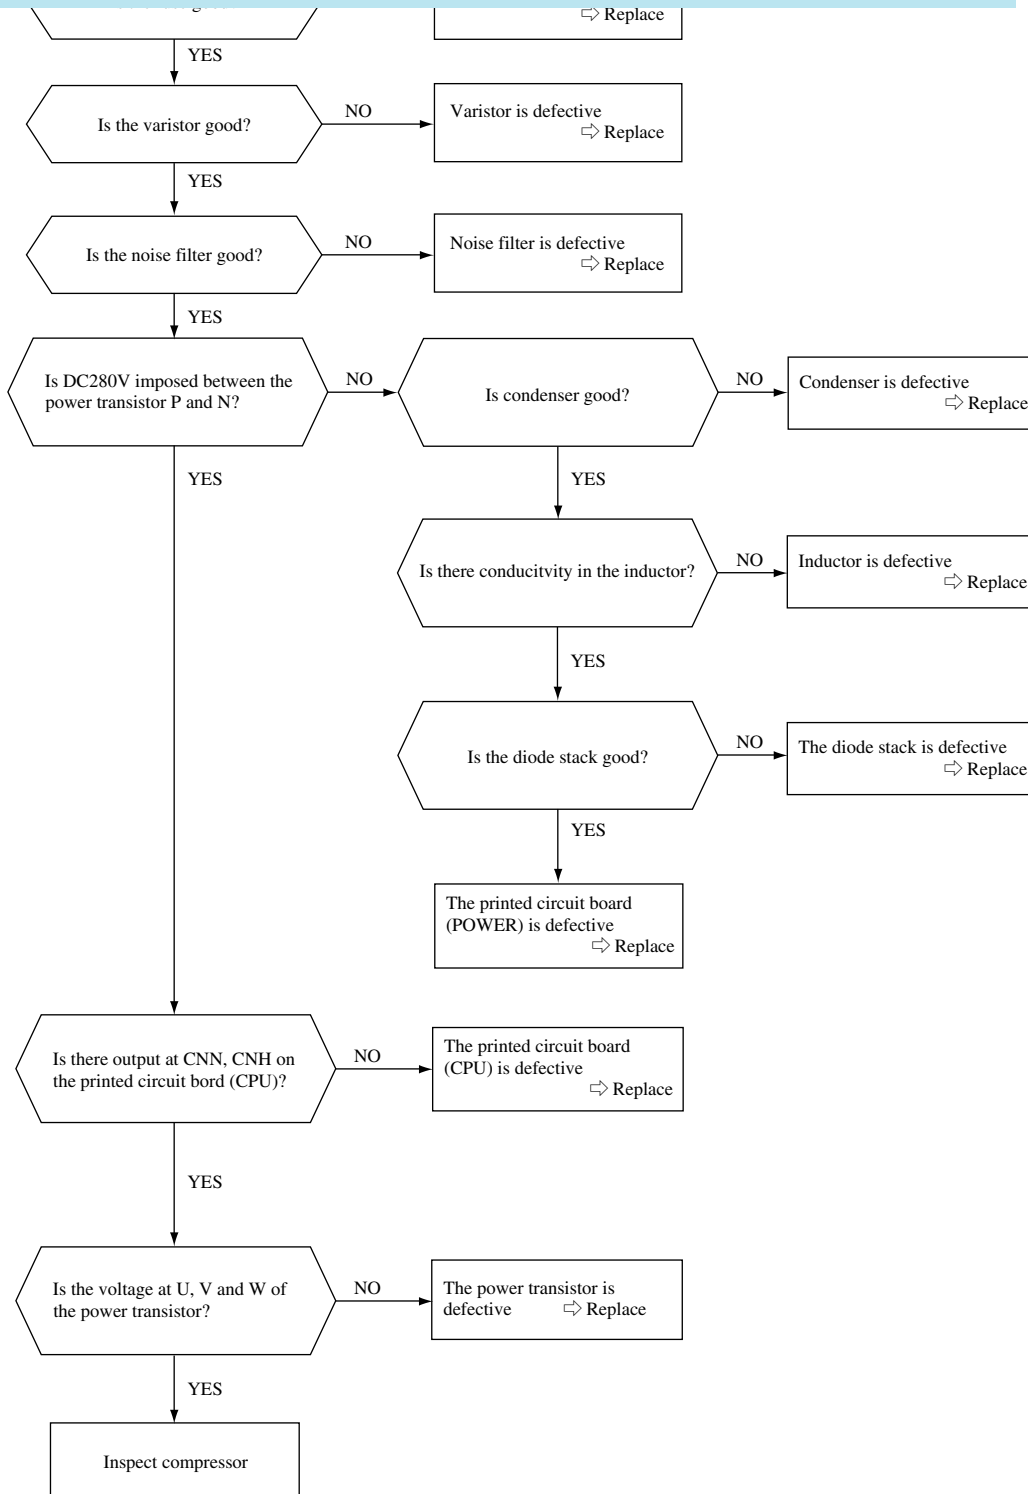 Replace
YES
Is the varistor good?
NO
Varistor is defective
⇨ Replace
YES
Is the noise filter good?
NO
Noise filter is defective
⇨ Replace
YES
Is DC280V imposed between the
power transistor P and N?
NO
Is condenser good?
NO
Condenser is defective
⇨ Replace
YES
YES
Is there conducitvity in the inductor?
NO
Inductor is defective
⇨ Replace
YES
Is the diode stack good?
NO
The diode stack is defective
⇨ Replace
YES
The printed circuit board
(POWER) is defective
⇨ Replace
Is there output at CNN, CNH on
the printed circuit bord (CPU)?
NO
The printed circuit board
(CPU) is defective
⇨ Replace
YES
Is the voltage at U, V and W of
the power transistor?
NO
The power transistor is
defective ⇨ Replace
YES
Inspect compressor